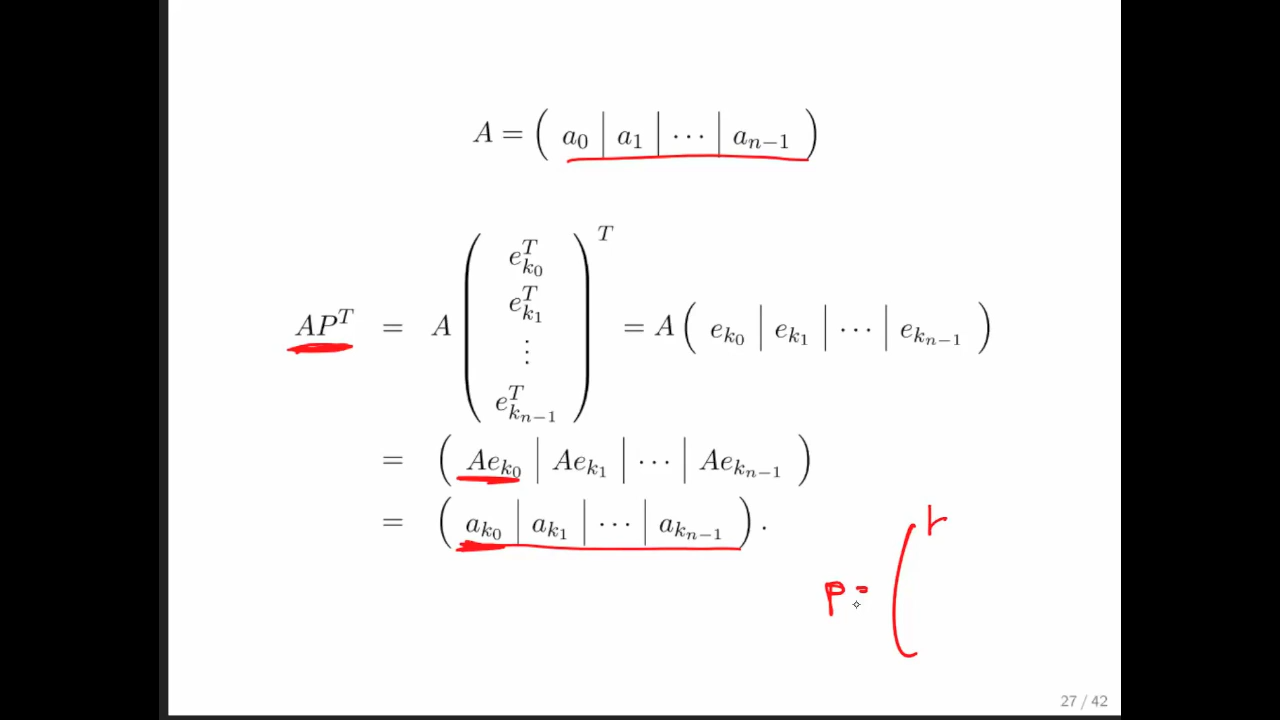 A = ( a_0 | a_1 | ⋯ | a_{n−1} )
AP^T = A ( e_{k_0}^T e_{k_1}^T ⋮ e_{k_{n−1}}^T )^T = A ( e_{k_0} | e_{k_1} | ⋯ | e_{k_{n−1}} )
= ( Ae_{k_0} | Ae_{k_1} | ⋯ | Ae_{k_{n−1}} )
= ( a_{k_0} | a_{k_1} | ⋯ | a_{k_{n−1}} ) .
P = (
27 / 42